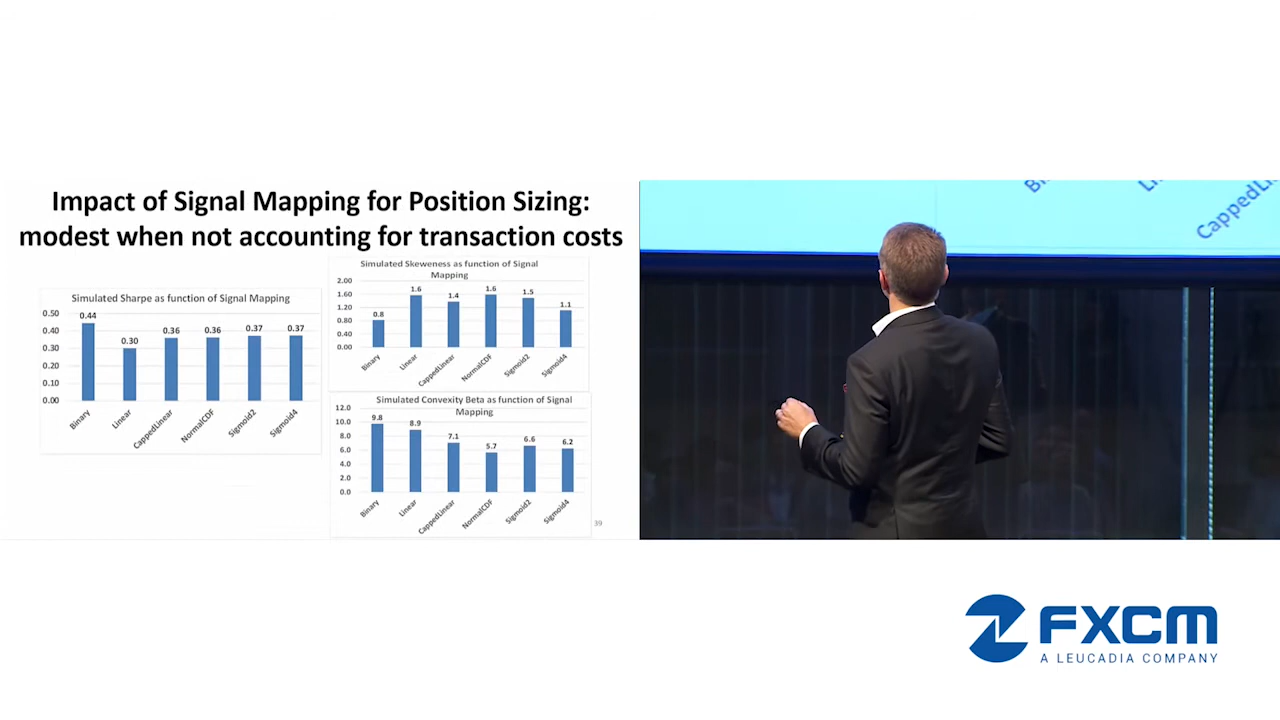 Impact of Signal Mapping for Position Sizing:
modest when not accounting for transaction costs
Simulated Sharpe as function of Signal Mapping
0.50
0.40
0.30
0.20
0.10
0.00
0.44
0.30
0.36
0.36
0.37
0.37
Binary
Linear
CappedLinear
NormalCDF
Sigmoid2
Sigmoid4
Simulated Skeweness as function of Signal
Mapping
2.00
1.60
1.20
0.80
0.40
0.00
0.8
1.6
1.4
1.6
1.5
1.1
Binary
Linear
CappedLinear
NormalCDF
Sigmoid2
Sigmoid4
Simulated Convexity Beta as function of Signal
Mapping
12.0
10.0
8.0
6.0
4.0
2.0
0.0
9.8
8.9
7.1
5.7
6.6
6.2
Binary
Linear
CappedLinear
NormalCDF
Sigmoid2
Sigmoid4
39
Bi
Li
CappedLi
FXCM
A LEUCADIA COMPANY